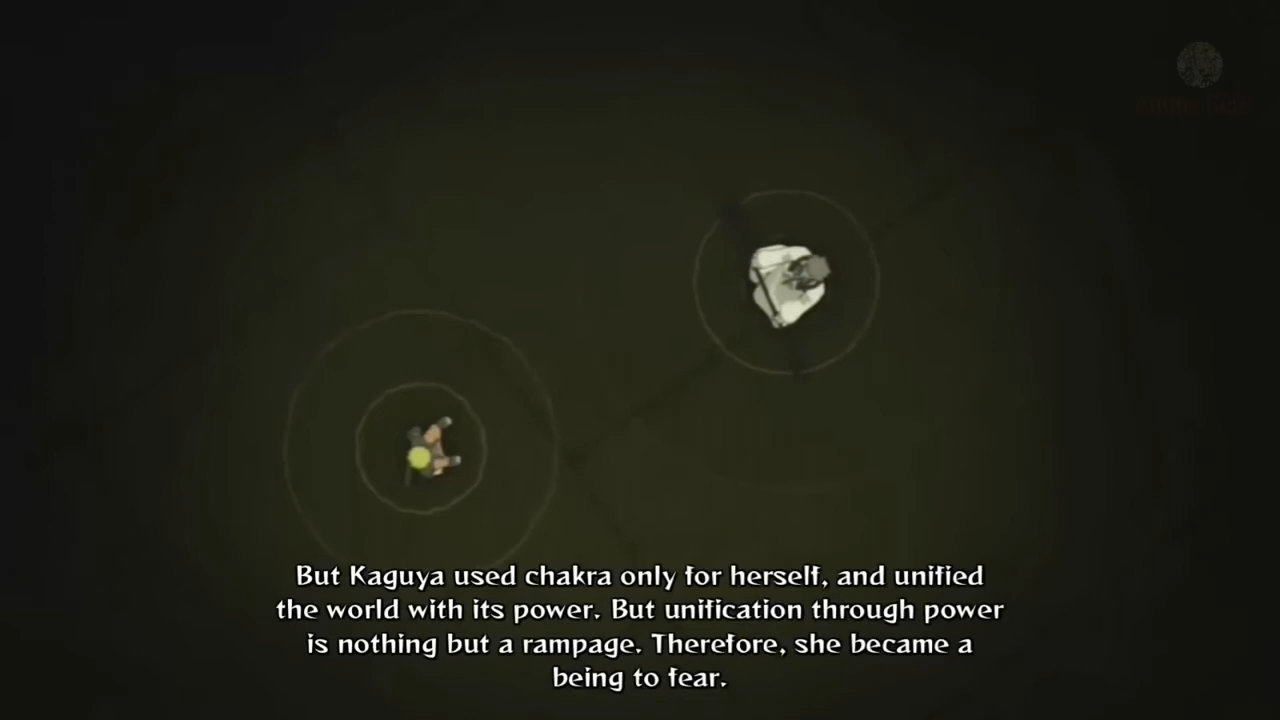 But Kaguya used chakra only for herself, and unified
the world with its power. But unification through power
is nothing but a rampage. Therefore, she became a
being to fear.